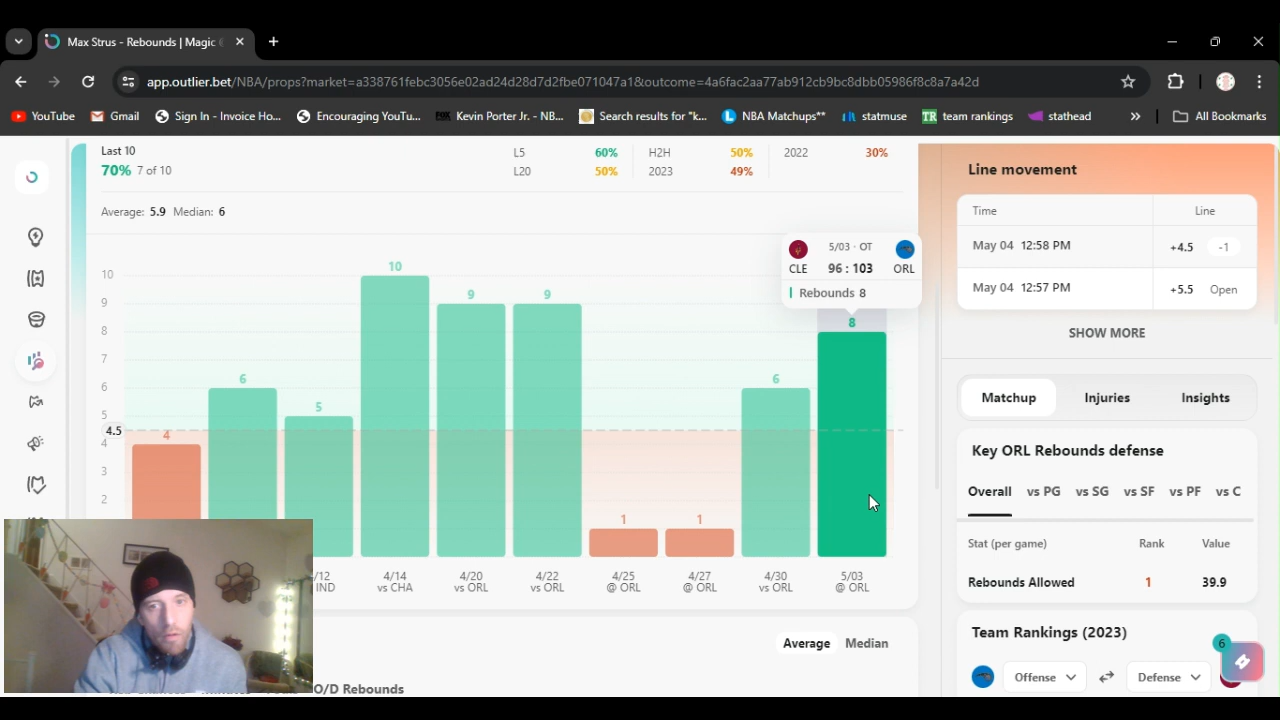 Max Strus - Rebounds | Magic
app.outlier.bet/NBA/props?market=a338761febc3056e02ad24d28d7d2fbe071047a1&outcome=4a6fac2aa77ab912cb9bc8dbb05986f8c8a7a42d
YouTube Gmail Sign In - Invoice Ho... Encouraging YouTu... Kevin Porter Jr. - NB... Search results for "k... NBA Matchups** statmuse team rankings stathead » All Bookmarks
Last 10
70% 7 of 10
L5 60% H2H 50% 2022 30%
L20 50% 2023 49%
Average: 5.9 Median: 6
5/03 · OT
CLE 96 : 103 ORL
Rebounds 8
10
9
8
7
6
5
4.5
4
3
2
4
6
5
10
9
9
1
1
6
8
/12 4/14 4/20 4/22 4/25 4/27 4/30 5/03
IND vs CHA vs ORL vs ORL @ ORL @ ORL vs ORL @ ORL
Average Median
O/D Rebounds
Line movement
Time Line
May 04 12:58 PM +4.5 -1
May 04 12:57 PM +5.5 Open
SHOW MORE
Matchup Injuries Insights
Key ORL Rebounds defense
Overall vs PG vs SG vs SF vs PF vs C
Stat (per game) Rank Value
Rebounds Allowed 1 39.9
Team Rankings (2023)
6
Offense Defense